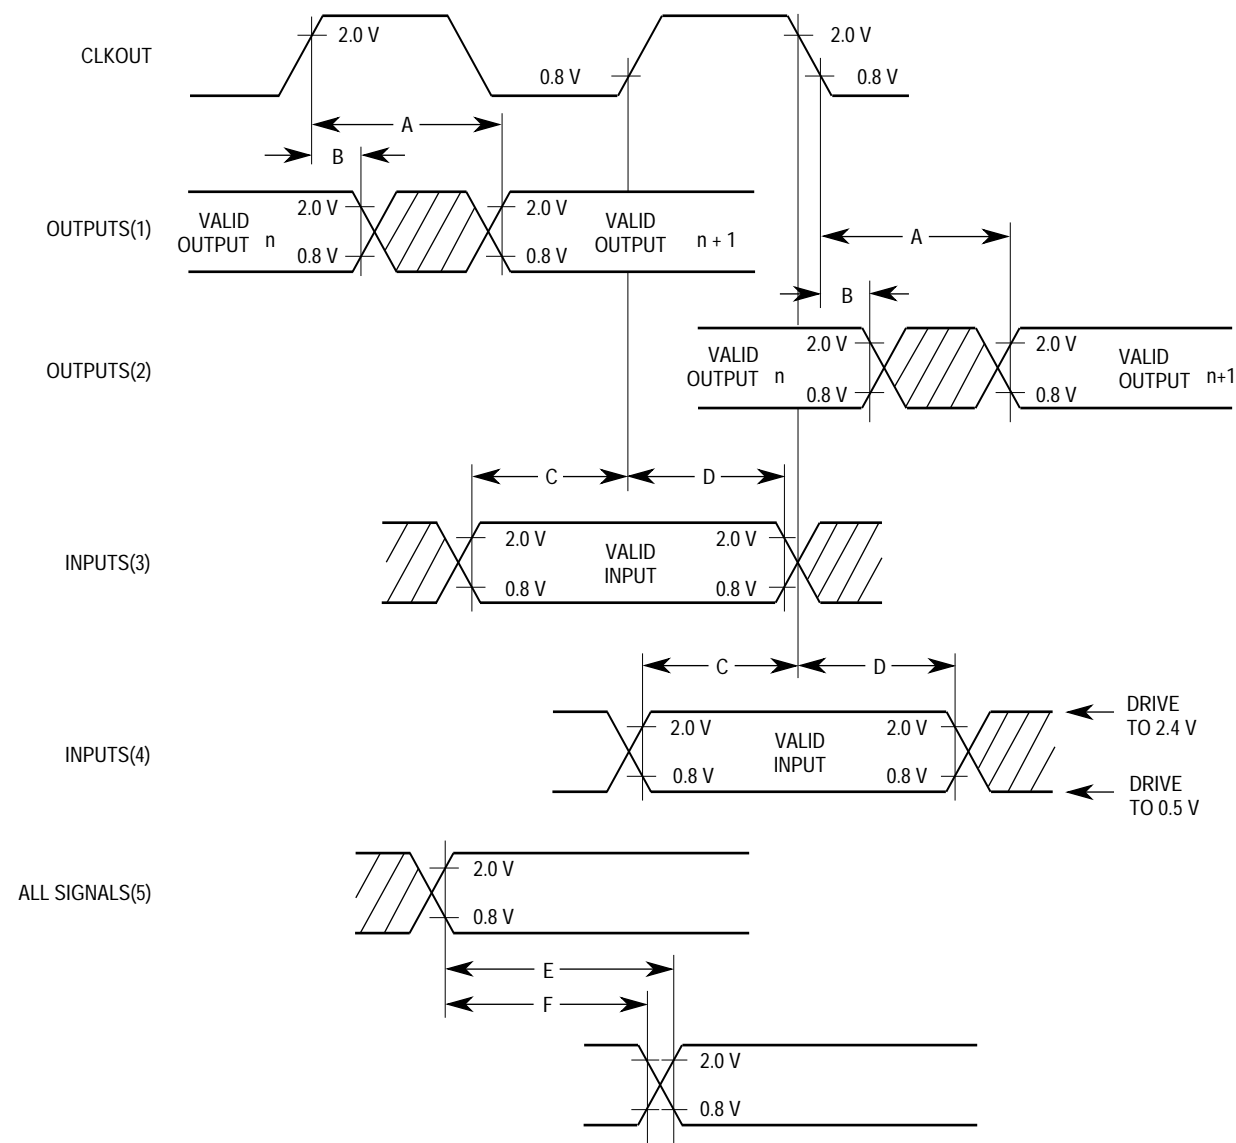 CLKOUT
2.0 V
0.8 V
2.0 V
0.8 V
A
B
OUTPUTS(1)
VALID
OUTPUT n
2.0 V
0.8 V
2.0 V
0.8 V
VALID
OUTPUT n + 1
A
B
OUTPUTS(2)
VALID
OUTPUT n
2.0 V
0.8 V
2.0 V
0.8 V
VALID
OUTPUT n+1
C
D
INPUTS(3)
2.0 V
0.8 V
VALID
INPUT
2.0 V
0.8 V
C
D
INPUTS(4)
2.0 V
0.8 V
VALID
INPUT
2.0 V
0.8 V
DRIVE
TO 2.4 V
DRIVE
TO 0.5 V
ALL SIGNALS(5)
2.0 V
0.8 V
E
F
2.0 V
0.8 V